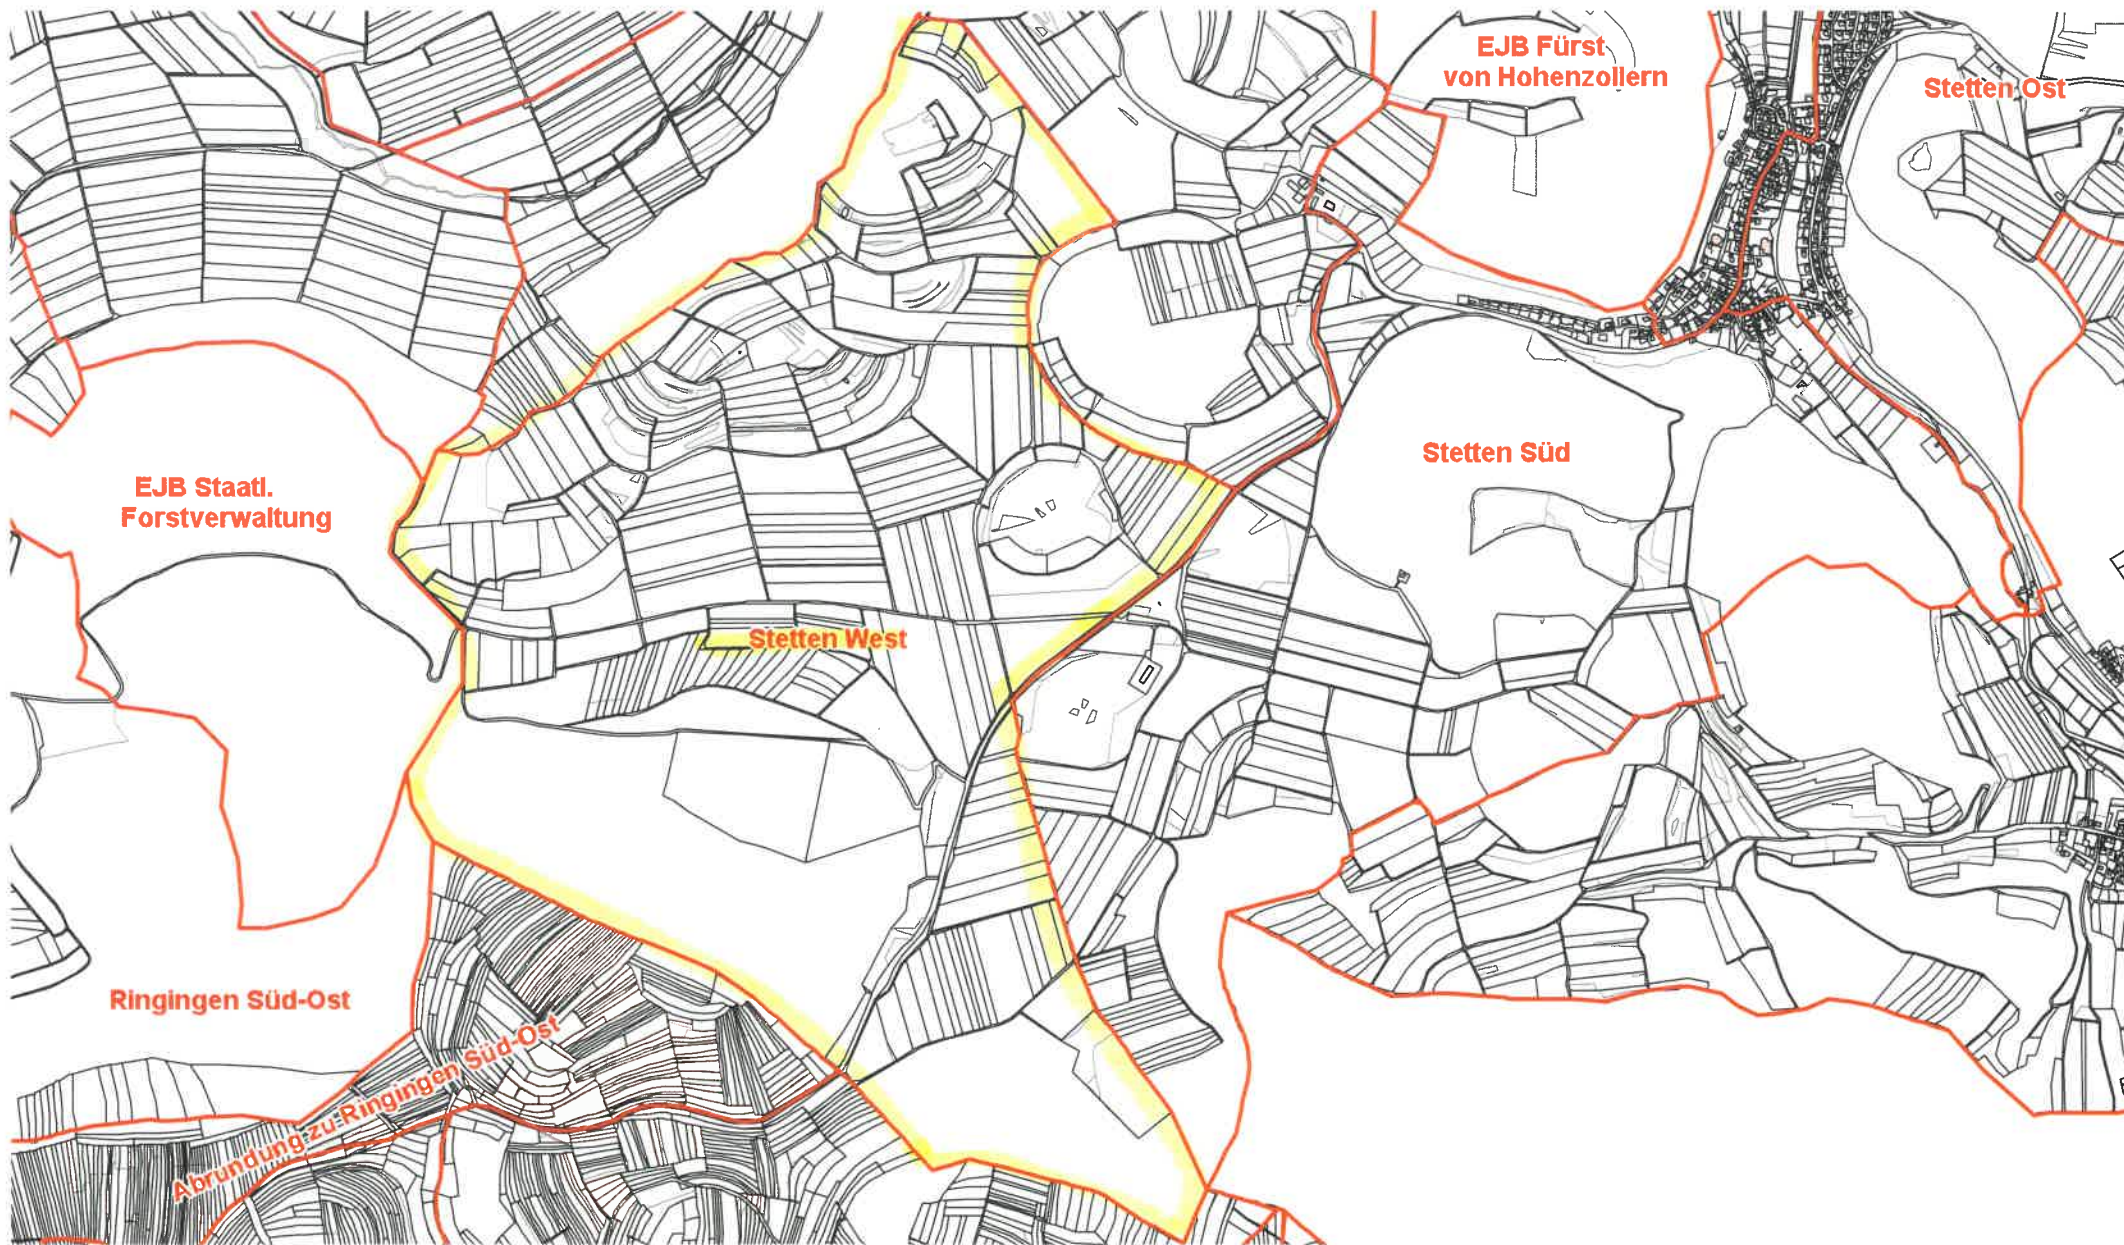 EJB Fürst
von Hohenzollern
Stetten Ost
Stetten Süd
EJB Staatl.
Forstverwaltung
Stetten West
Ringingen Süd-Ost
Abrundung zu Ringingen Süd-Ost